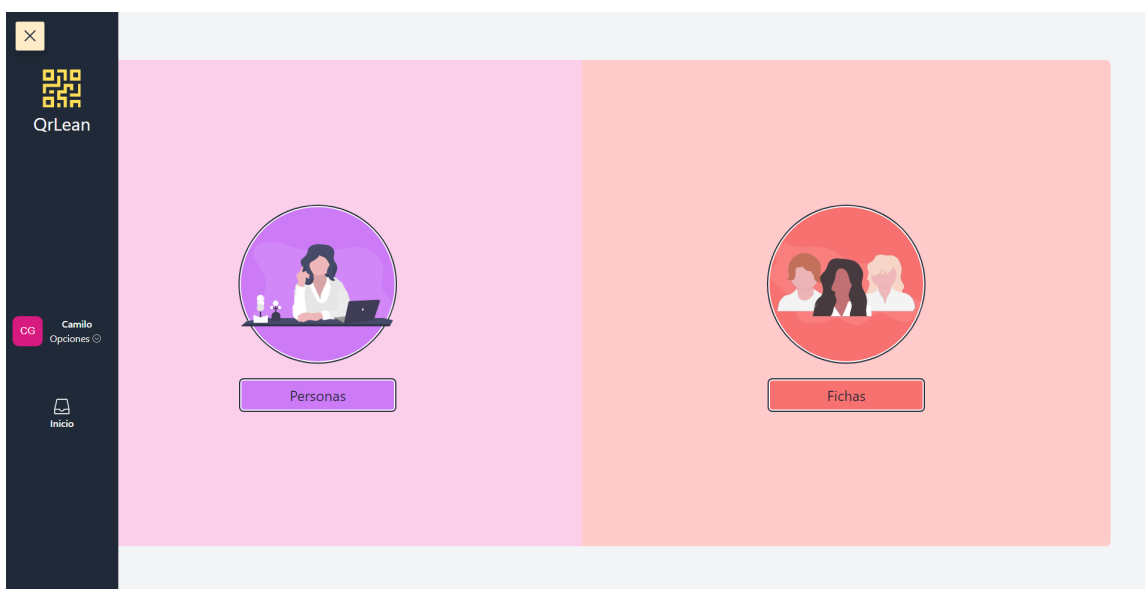 QrLean
CG
Camilo
Opciones
Inicio
Personas
Fichas